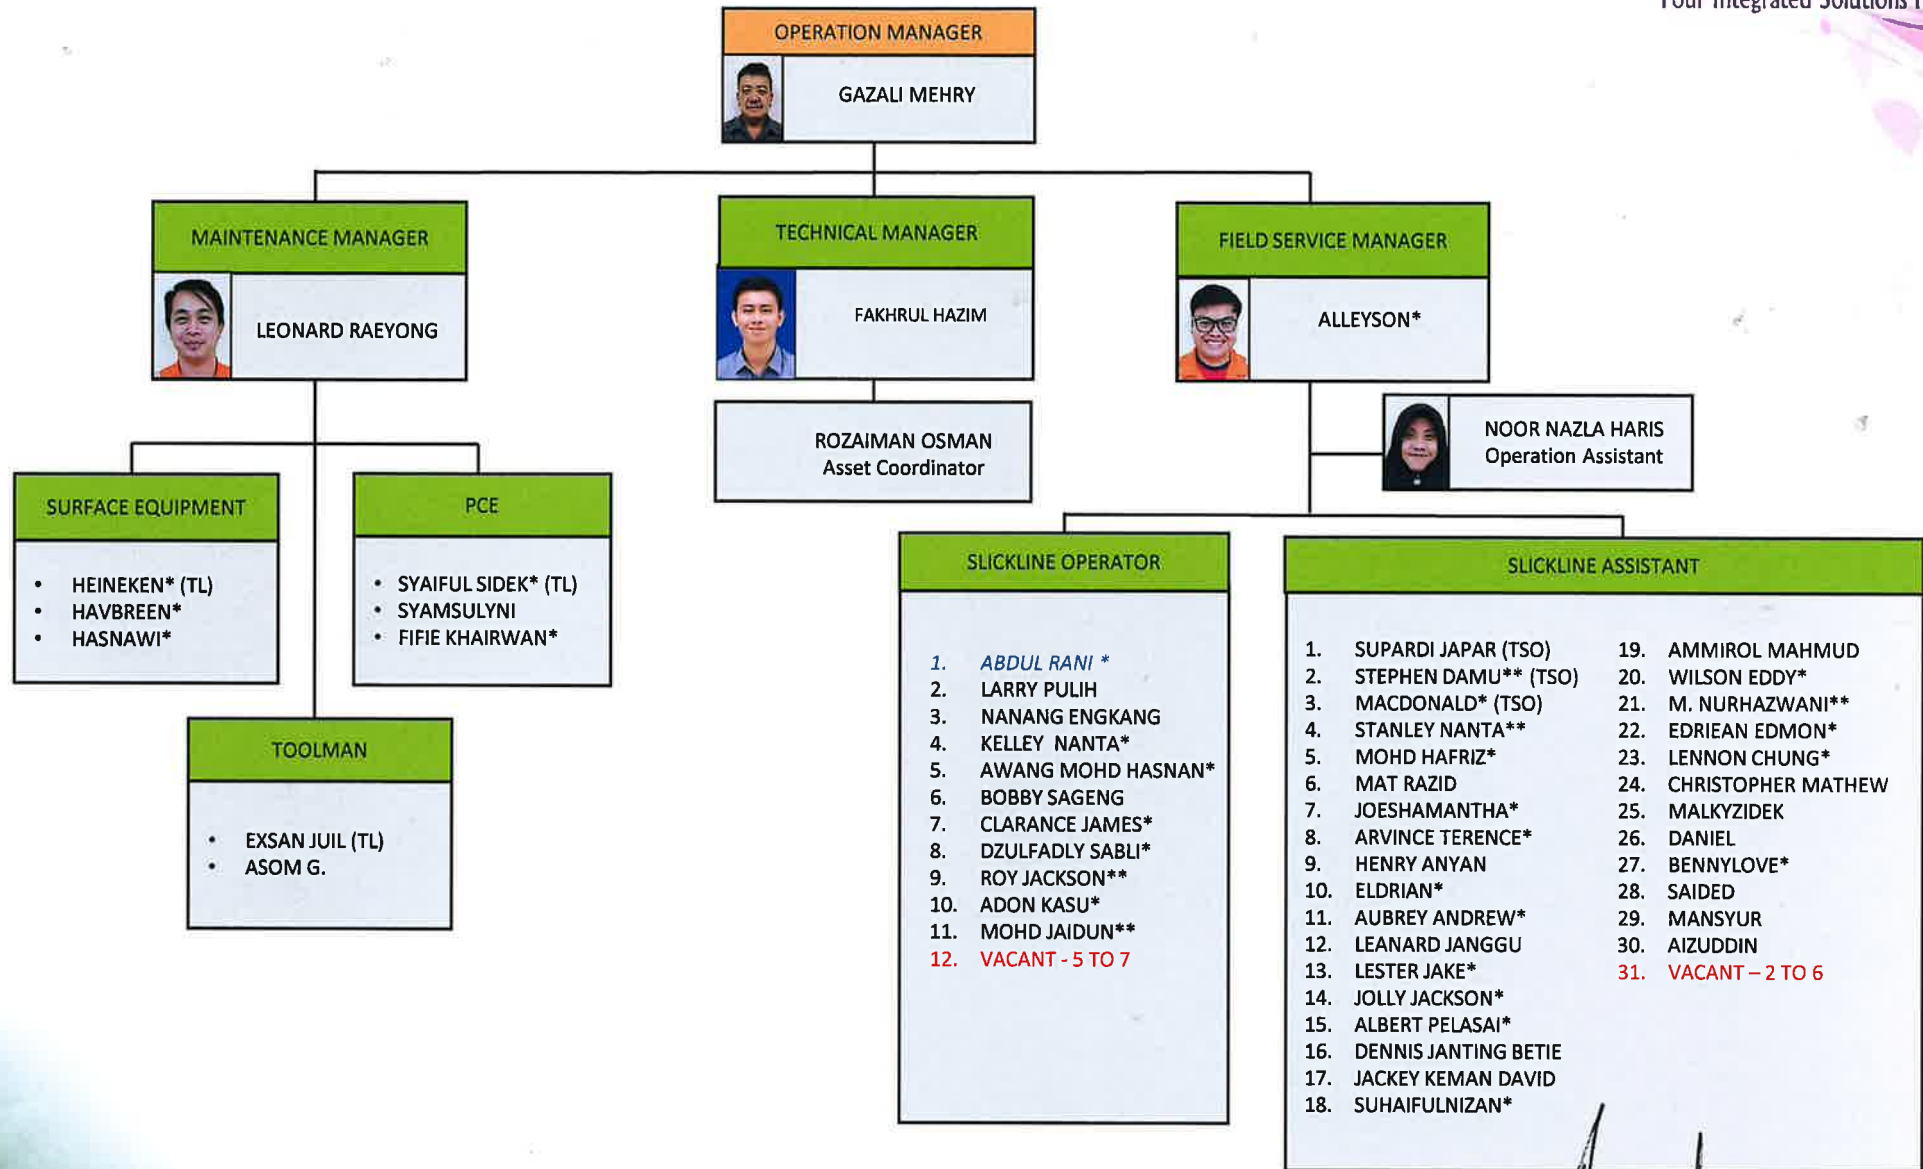 Your Integrated Solutions
OPERATION MANAGER
GAZALI MEHRY
MAINTENANCE MANAGER
LEONARD RAEYONG
TECHNICAL MANAGER
FAKHRUL HAZIM
FIELD SERVICE MANAGER
ALLEYSON*
ROZAIMAN OSMAN
Asset Coordinator
NOOR NAZLA HARIS
Operation Assistant
SURFACE EQUIPMENT
• HEINEKEN* (TL)
• HAVBREEN*
• HASNAWI*
PCE
• SYAIFUL SIDEK* (TL)
• SYAMSULYNI
• FIFIE KHAIRWAN*
TOOLMAN
• EXSAN JUIL (TL)
• ASOM G.
SLICKLINE OPERATOR
1. ABDUL RANI *
2. LARRY PULIH
3. NANANG ENGKANG
4. KELLEY NANTA*
5. AWANG MOHD HASNAN*
6. BOBBY SAGENG
7. CLARANCE JAMES*
8. DZULFADLY SABLI*
9. ROY JACKSON**
10. ADON KASU*
11. MOHD JAIDUN**
12. VACANT - 5 TO 7
SLICKLINE ASSISTANT
1. SUPARDI JAPAR (TSO)
2. STEPHEN DAMU** (TSO)
3. MACDONALD* (TSO)
4. STANLEY NANTA**
5. MOHD HAFRIZ*
6. MAT RAZID
7. JOESHAMANTHA*
8. ARVINCE TERENCE*
9. HENRY ANYAN
10. ELDRIAN*
11. AUBREY ANDREW*
12. LEANARD JANGGU
13. LESTER JAKE*
14. JOLLY JACKSON*
15. ALBERT PELASAI*
16. DENNIS JANTING BETIE
17. JACKEY KEMAN DAVID
18. SUHAIFULNIZAN*
19. AMMIROL MAHMUD
20. WILSON EDDY*
21. M. NURHAZWANI**
22. EDRIEAN EDMON*
23. LENNON CHUNG*
24. CHRISTOPHER MATHEW
25. MALKYZIDEK
26. DANIEL
27. BENNYLOVE*
28. SAIDED
29. MANSYUR
30. AIZUDDIN
31. VACANT – 2 TO 6